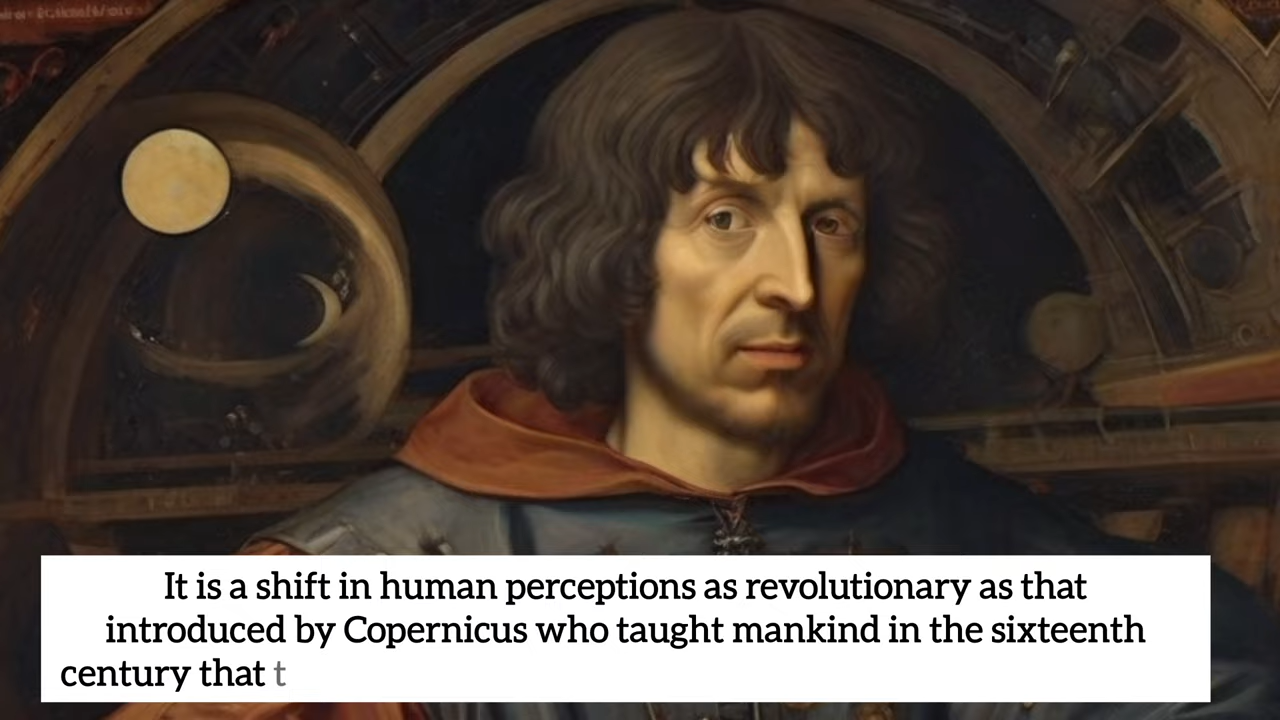 It is a shift in human perceptions as revolutionary as that
introduced by Copernicus who taught mankind in the sixteenth
century that t